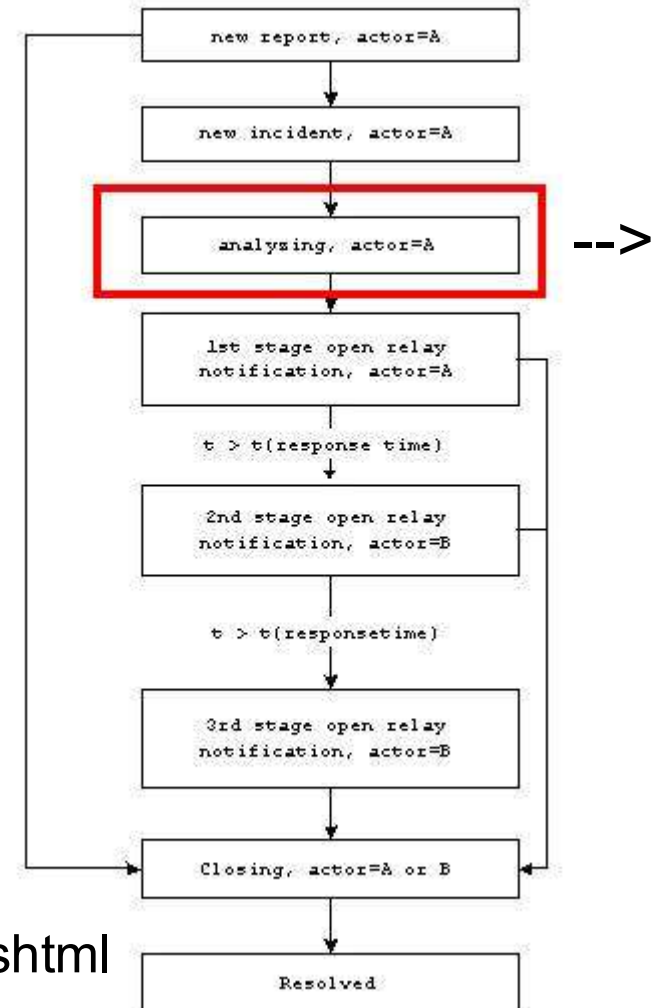 new report, actor=A
new incident, actor=A
analysing, actor=A
-->
1st stage open relay
notification, actor=A
t > t(response time)
2nd stage open relay
notification, actor=B
t > t(responsetime)
3rd stage open relay
notification, actor=B
Closing, actor=A or B
shtml
Resolved